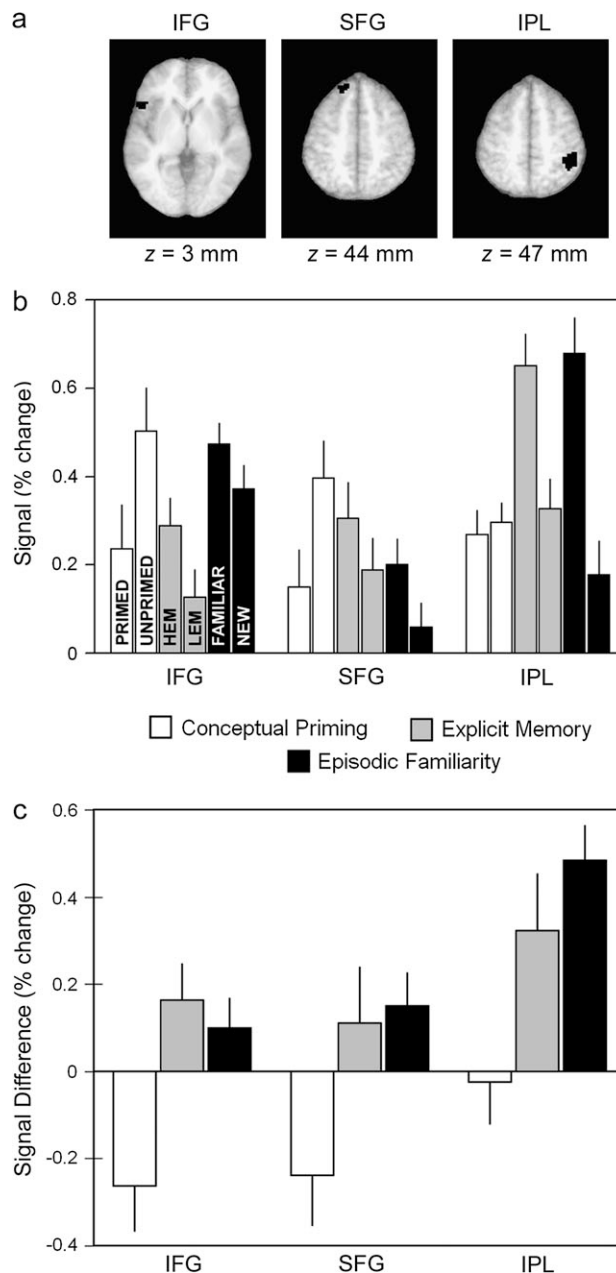 a
IFG SFG IPL
z = 3 mm z = 44 mm z = 47 mm
b
0.8
0.6
0.4
0.2
0
Signal (% change)
PRIMED
UNPRIMED
HEM
LEM
FAMILIAR
NEW
IFG SFG IPL
Conceptual Priming Explicit Memory
Episodic Familiarity
c
0.6
0.4
0.2
0
-0.2
-0.4
Signal Difference (% change)
IFG SFG IPL